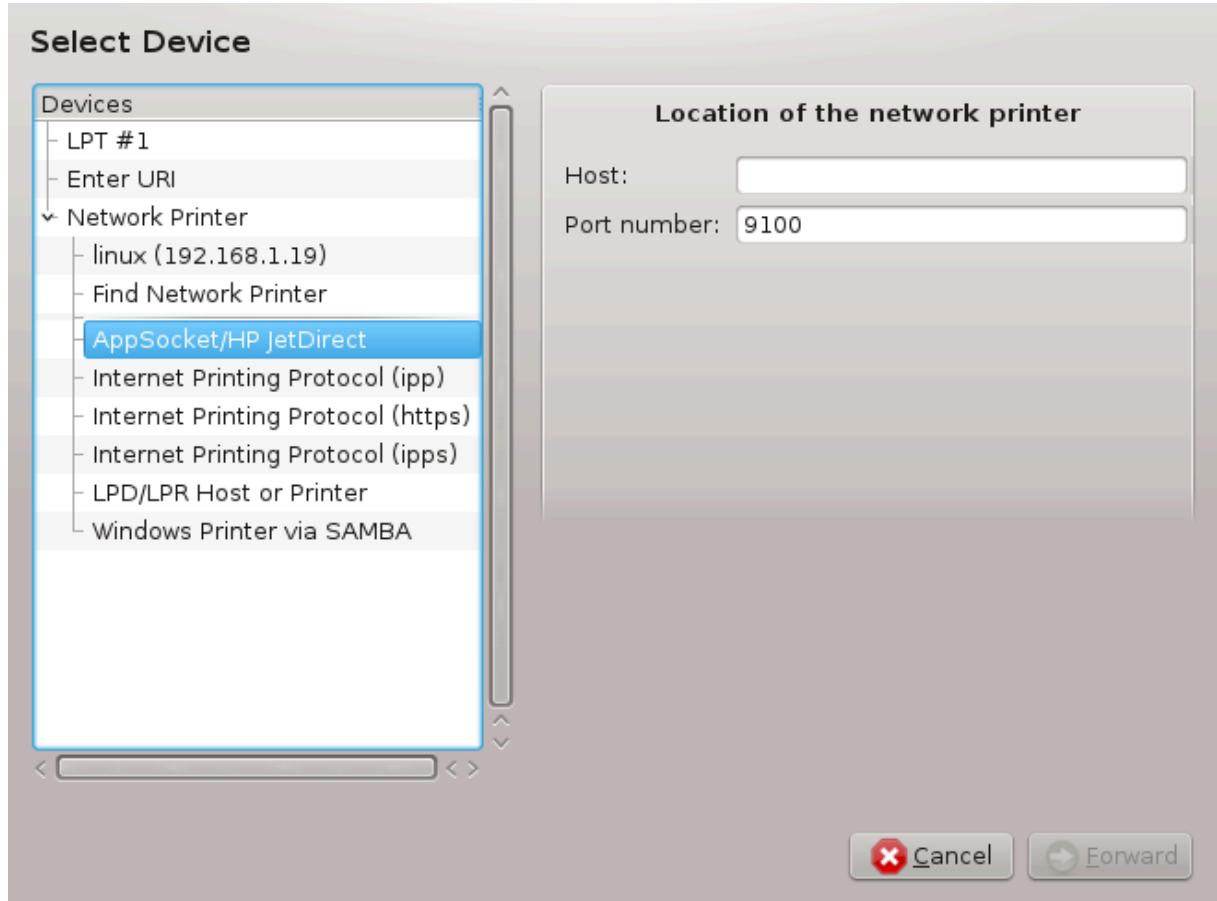 Select Device
Devices
LPT #1
Enter URI
Network Printer
linux (192.168.1.19)
Find Network Printer
AppSocket/HP JetDirect
Internet Printing Protocol (ipp)
Internet Printing Protocol (https)
Internet Printing Protocol (ipps)
LPD/LPR Host or Printer
Windows Printer via SAMBA
Location of the network printer
Host:
Port number: 9100
Cancel
Forward